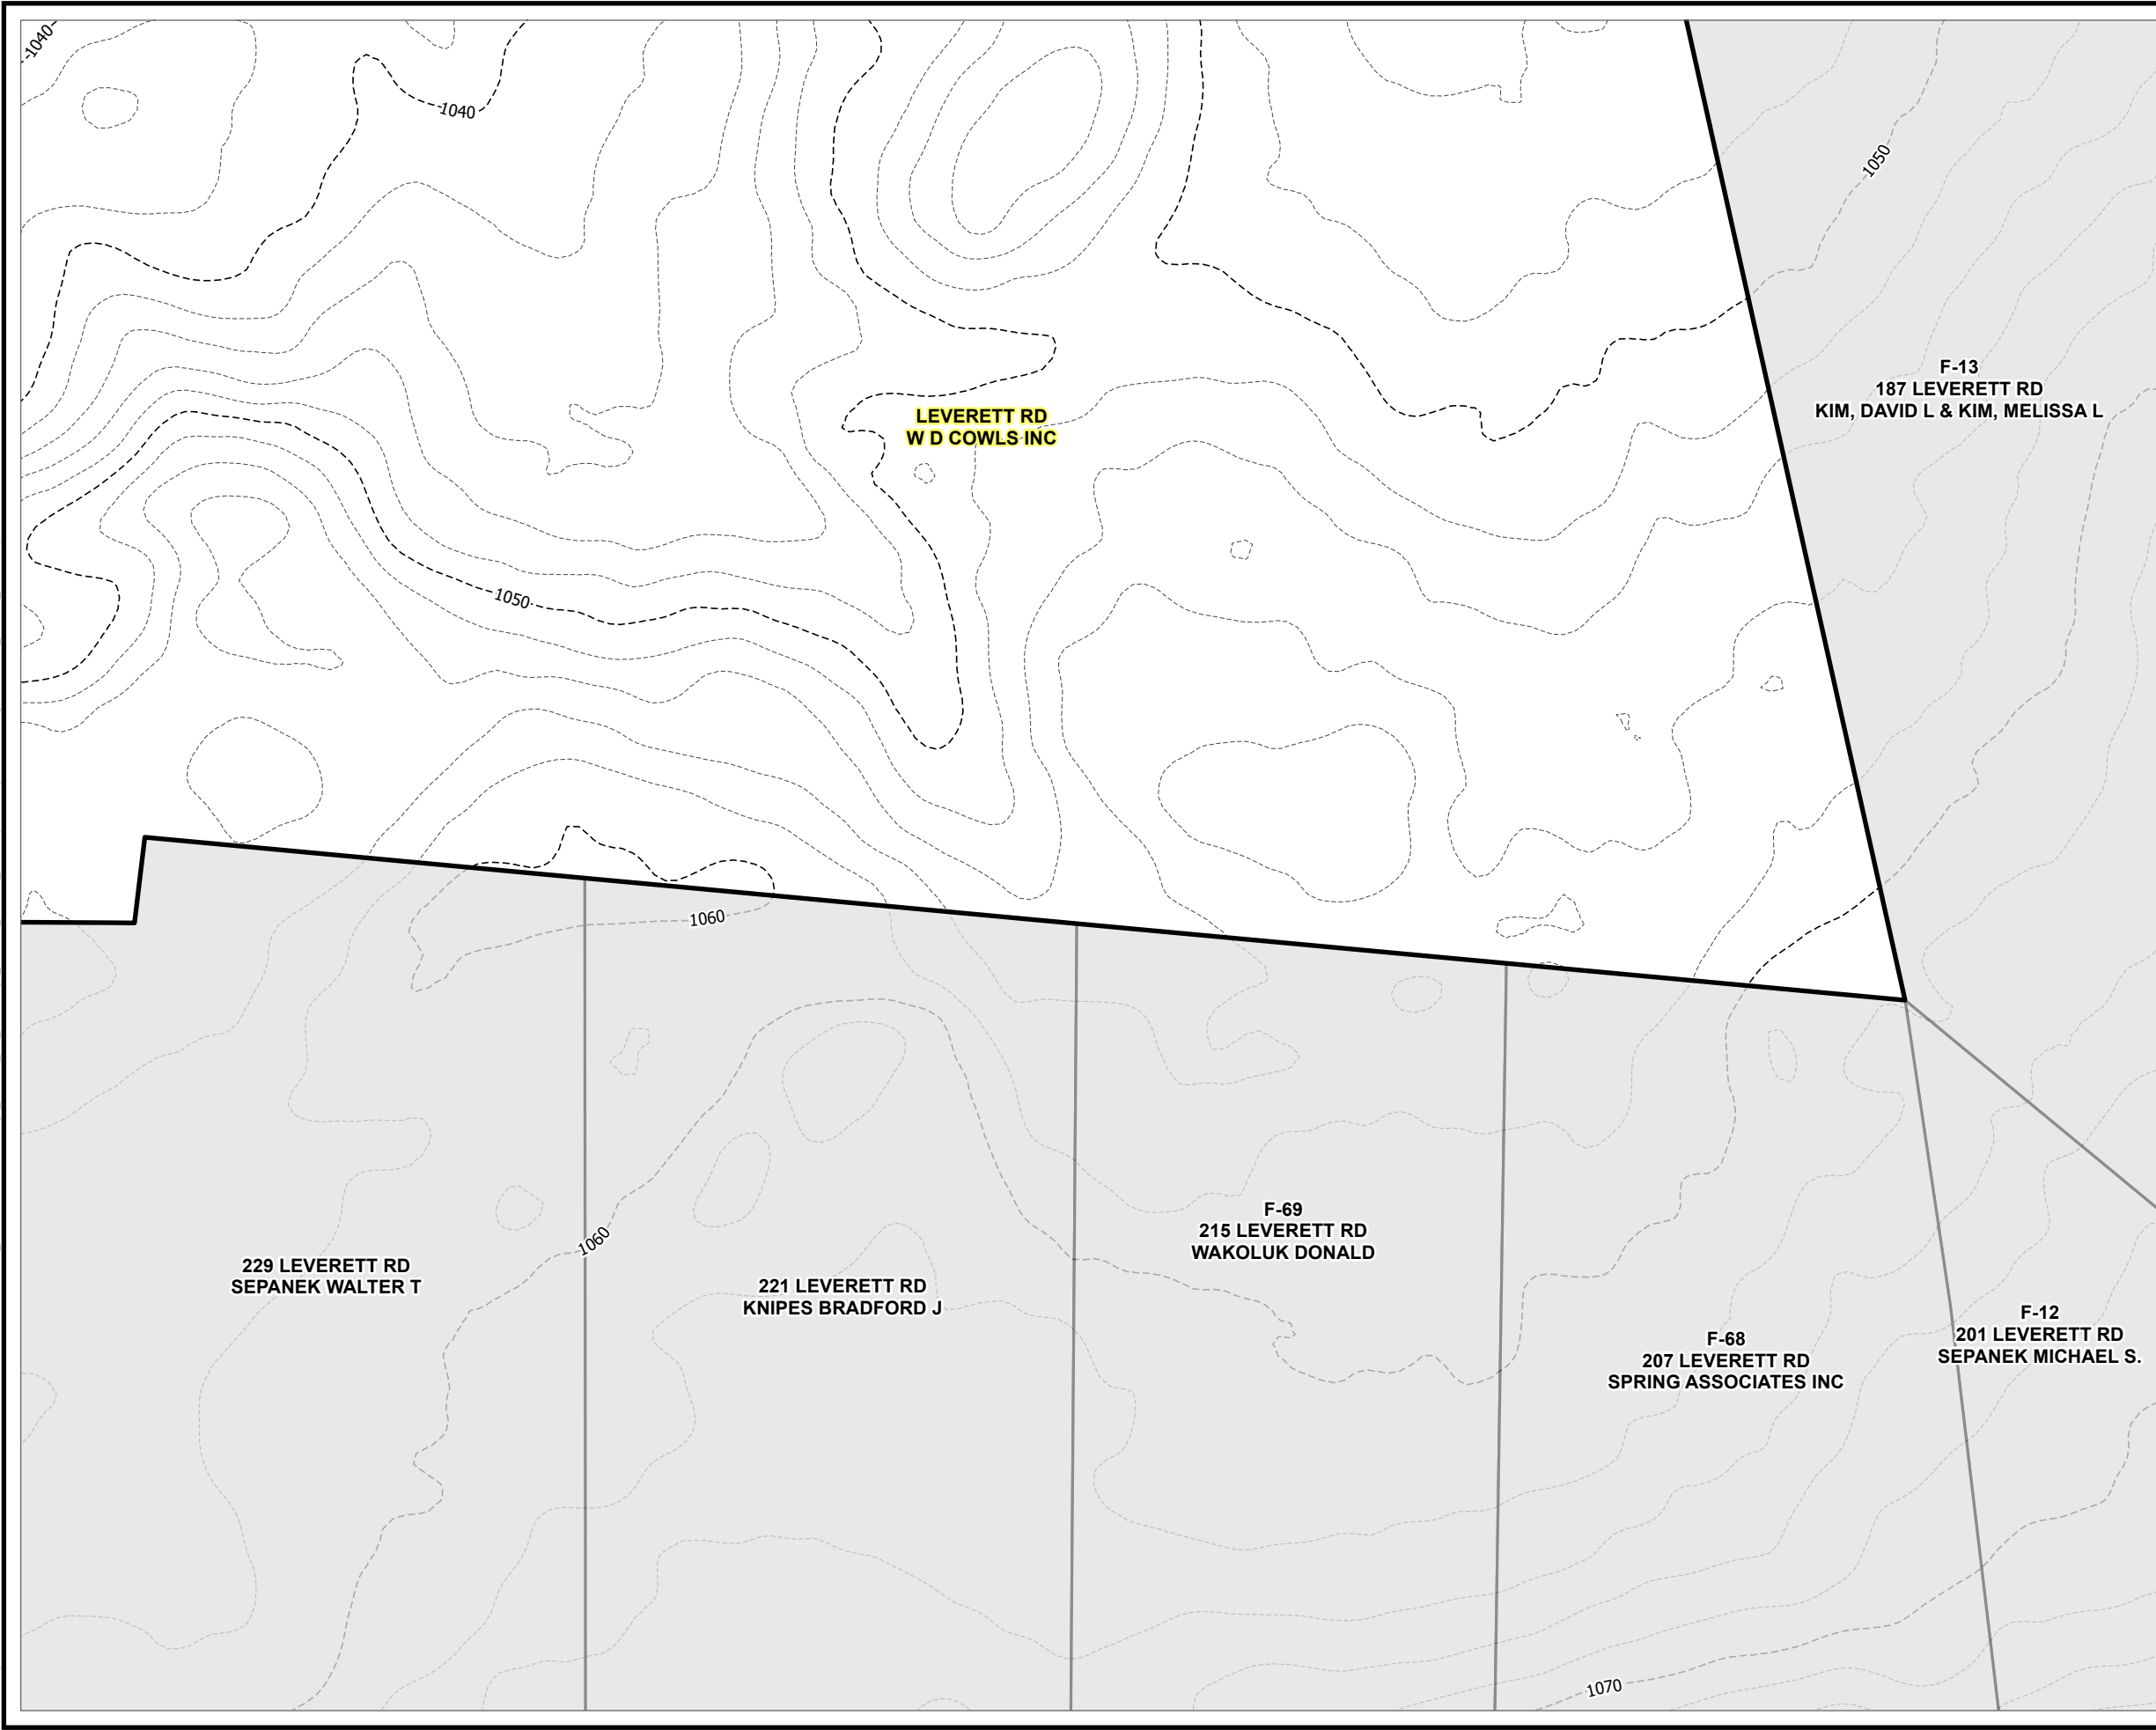 1040
1040
1050
F-13
187 LEVERETT RD
KIM, DAVID L & KIM, MELISSA L
LEVERETT RD
W D COWLS INC
1050
1060
F-69
215 LEVERETT RD
WAKOLUK DONALD
1060
229 LEVERETT RD
SEPANEK WALTER T
221 LEVERETT RD
KNIPES BRADFORD J
F-12
201 LEVERETT RD
SEPANEK MICHAEL S.
F-68
207 LEVERETT RD
SPRING ASSOCIATES INC
1070